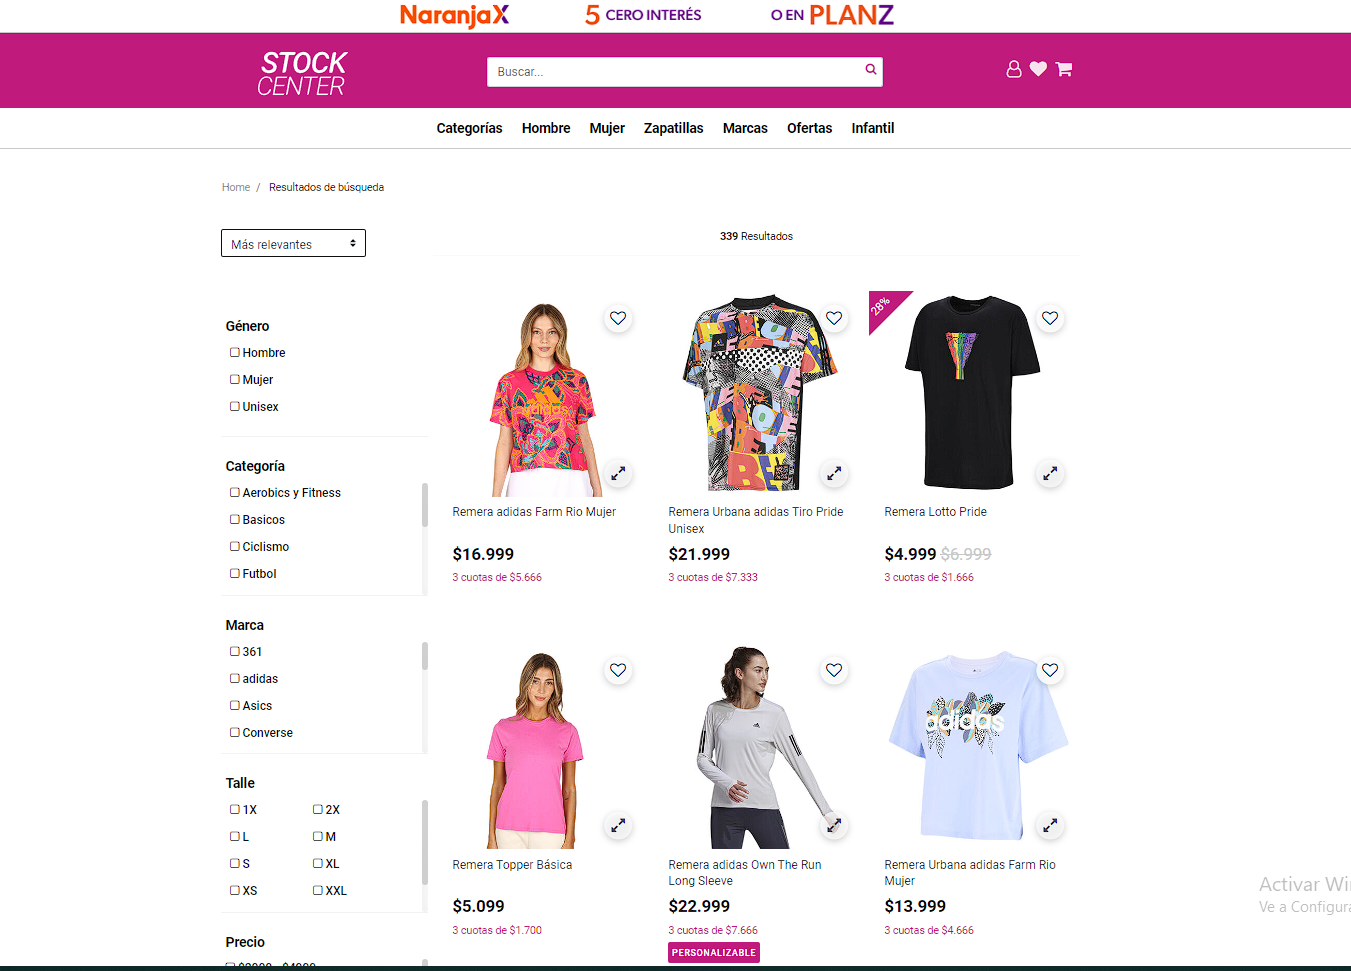 NaranjaX 5 CERO INTERÉS O EN PLANZ
STOCK
CENTER
Buscar...
Categorías Hombre Mujer Zapatillas Marcas Ofertas Infantil
Home / Resultados de búsqueda
Más relevantes
339 Resultados
Género
Hombre
Mujer
Unisex
Categoría
Aerobics y Fitness
Basicos
Ciclismo
Futbol
Marca
361
adidas
Asics
Converse
Talle
1X 2X
L M
S XL
XS XXL
Precio
adidas
Remera adidas Farm Rio Mujer
$16.999
3 cuotas de $5.666
Remera Urbana adidas Tiro Pride
Unisex
$21.999
3 cuotas de $7.333
28%
Remera Lotto Pride
$4.999 $6.999
3 cuotas de $1.666
Remera Topper Básica
$5.099
3 cuotas de $1.700
Remera adidas Own The Run
Long Sleeve
$22.999
3 cuotas de $7.666
PERSONALIZABLE
adidas
Remera Urbana adidas Farm Rio
Mujer
$13.999
3 cuotas de $4.666
Activar Wi
Ve a Configura